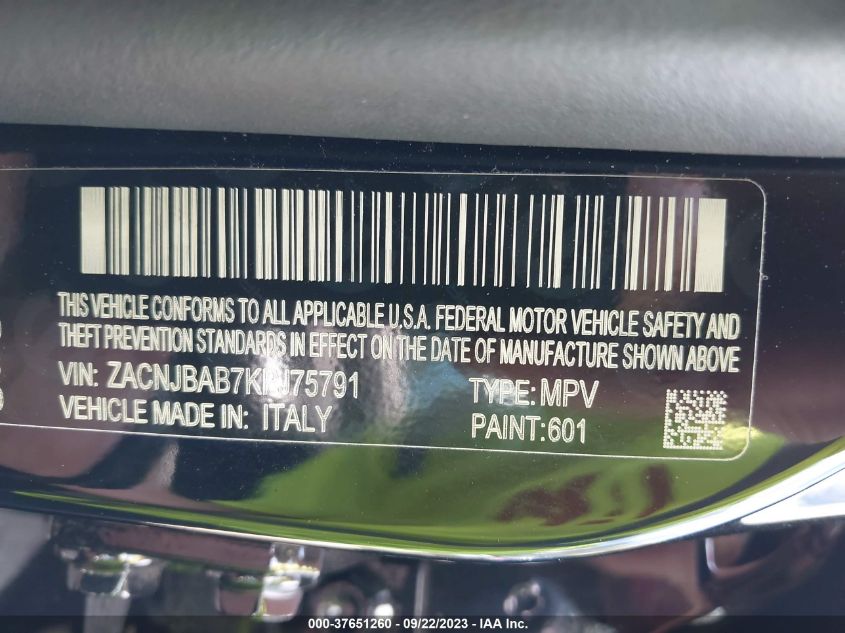 THIS VEHICLE CONFORMS TO ALL APPLICABLE U.S.A. FEDERAL MOTOR VEHICLE SAFETY AND
THEFT PREVENTION STANDARDS IN EFFECT ON THE DATE OF MANUFACTURE SHOWN ABOVE
VIN: TYPE: MPV
VEHICLE MADE IN: ITALY PAINT:601
000-37651260 - 09/22/2023 - IAA Inc.